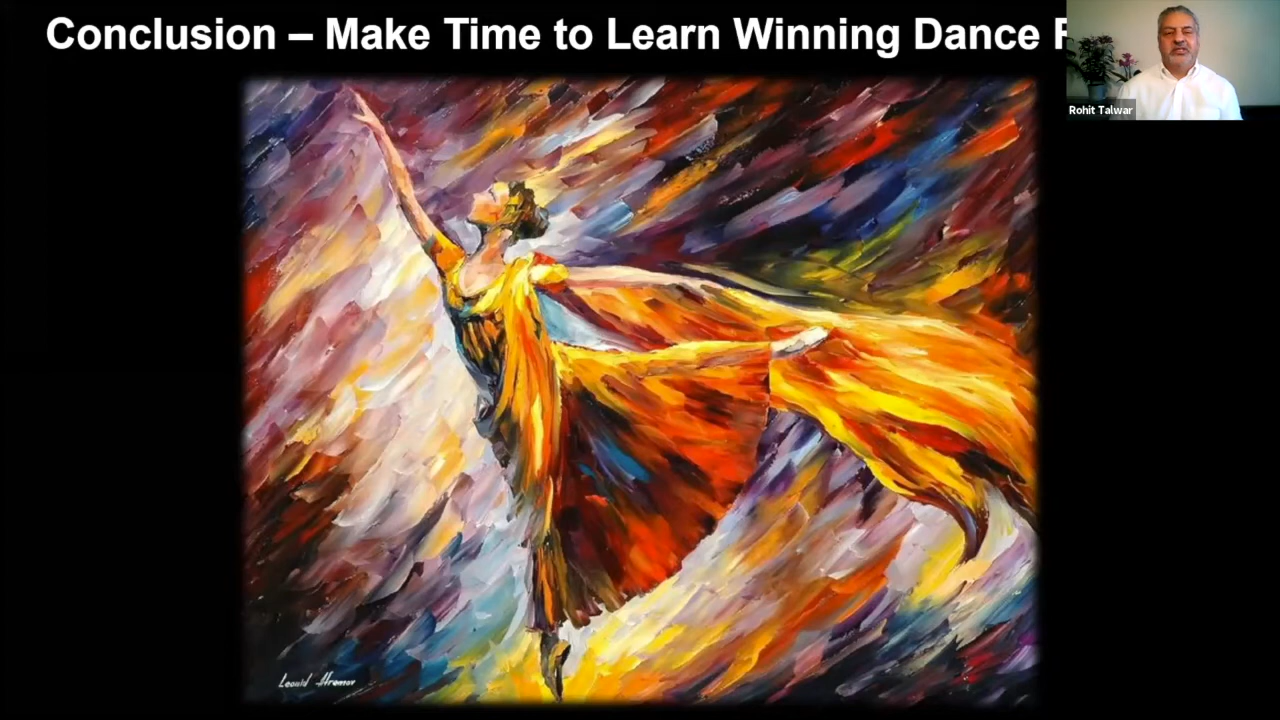 Conclusion – Make Time to Learn Winning Dance
Rohit Talwar
Leonid Afremov